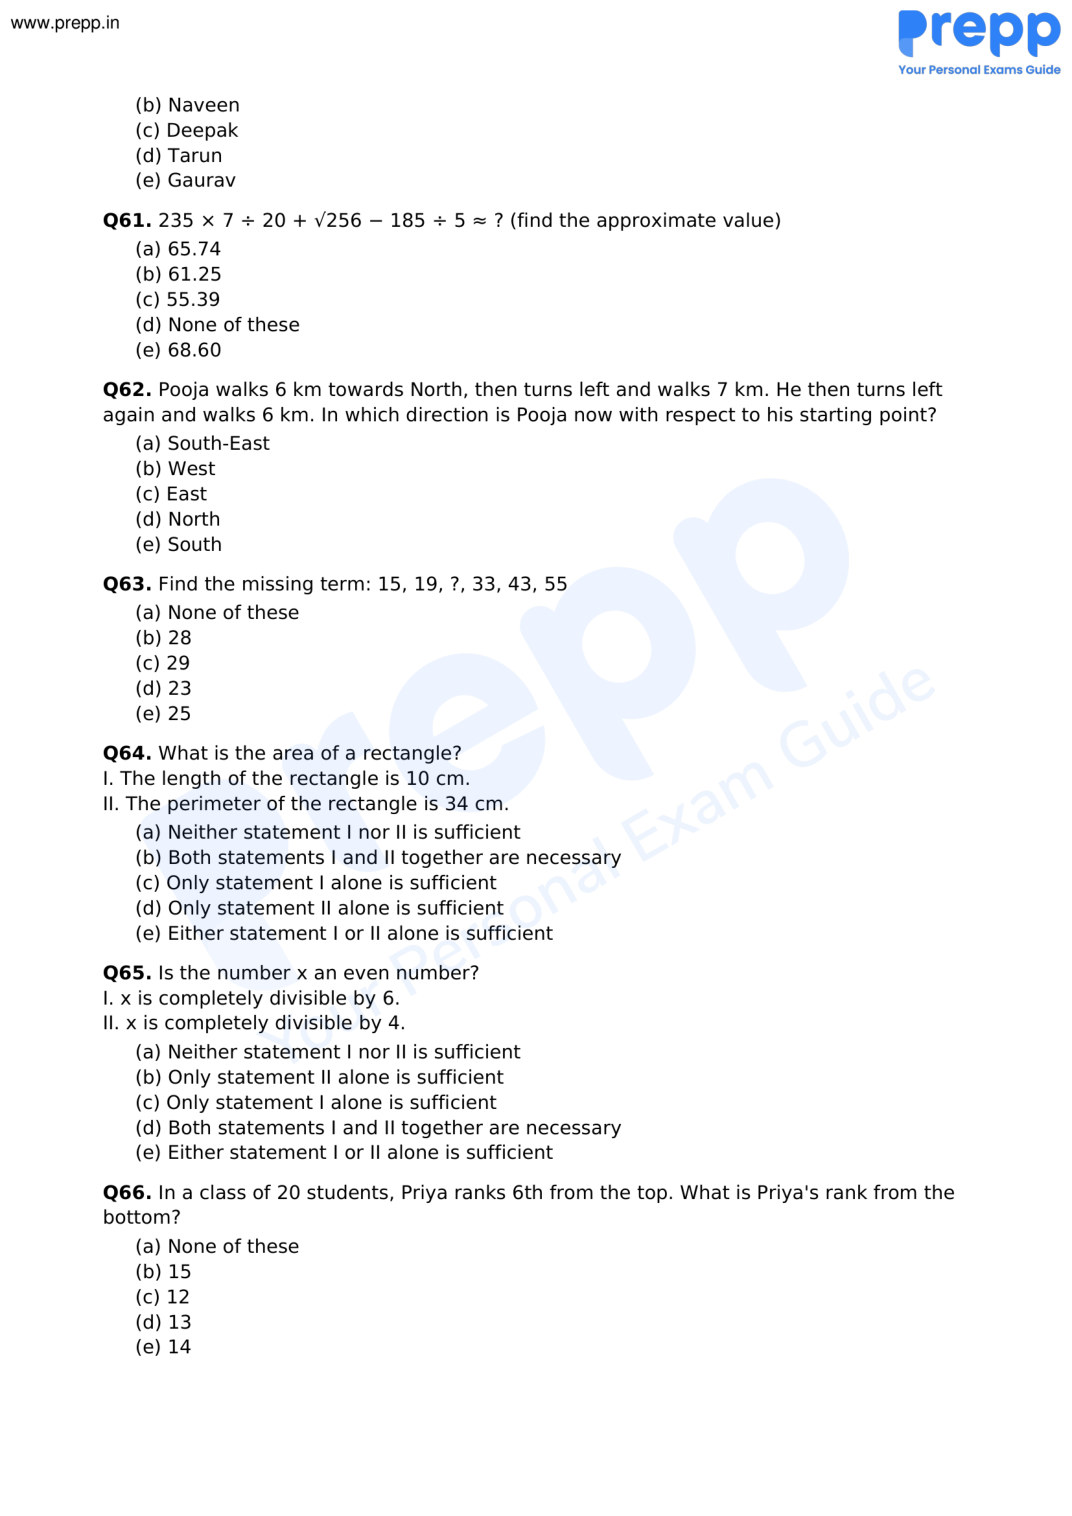 www.prepp.in
Prepp
Your Personal Exams Guide
(b) Naveen
(c) Deepak
(d) Tarun
(e) Gaurav
Q61. 235 × 7 ÷ 20 + √256 − 185 ÷ 5 ≈ ? (find the approximate value)
(a) 65.74
(b) 61.25
(c) 55.39
(d) None of these
(e) 68.60
Q62. Pooja walks 6 km towards North, then turns left and walks 7 km. He then turns left
again and walks 6 km. In which direction is Pooja now with respect to his starting point?
(a) South-East
(b) West
(c) East
(d) North
(e) South
Q63. Find the missing term: 15, 19, ?, 33, 43, 55
(a) None of these
(b) 28
(c) 29
(d) 23
(e) 25
Q64. What is the area of a rectangle?
I. The length of the rectangle is 10 cm.
II. The perimeter of the rectangle is 34 cm.
(a) Neither statement I nor II is sufficient
(b) Both statements I and II together are necessary
(c) Only statement I alone is sufficient
(d) Only statement II alone is sufficient
(e) Either statement I or II alone is sufficient
Q65. Is the number x an even number?
I. x is completely divisible by 6.
II. x is completely divisible by 4.
(a) Neither statement I nor II is sufficient
(b) Only statement II alone is sufficient
(c) Only statement I alone is sufficient
(d) Both statements I and II together are necessary
(e) Either statement I or II alone is sufficient
Q66. In a class of 20 students, Priya ranks 6th from the top. What is Priya's rank from the
bottom?
(a) None of these
(b) 15
(c) 12
(d) 13
(e) 14
Prepp
Your Personal Exam Guide